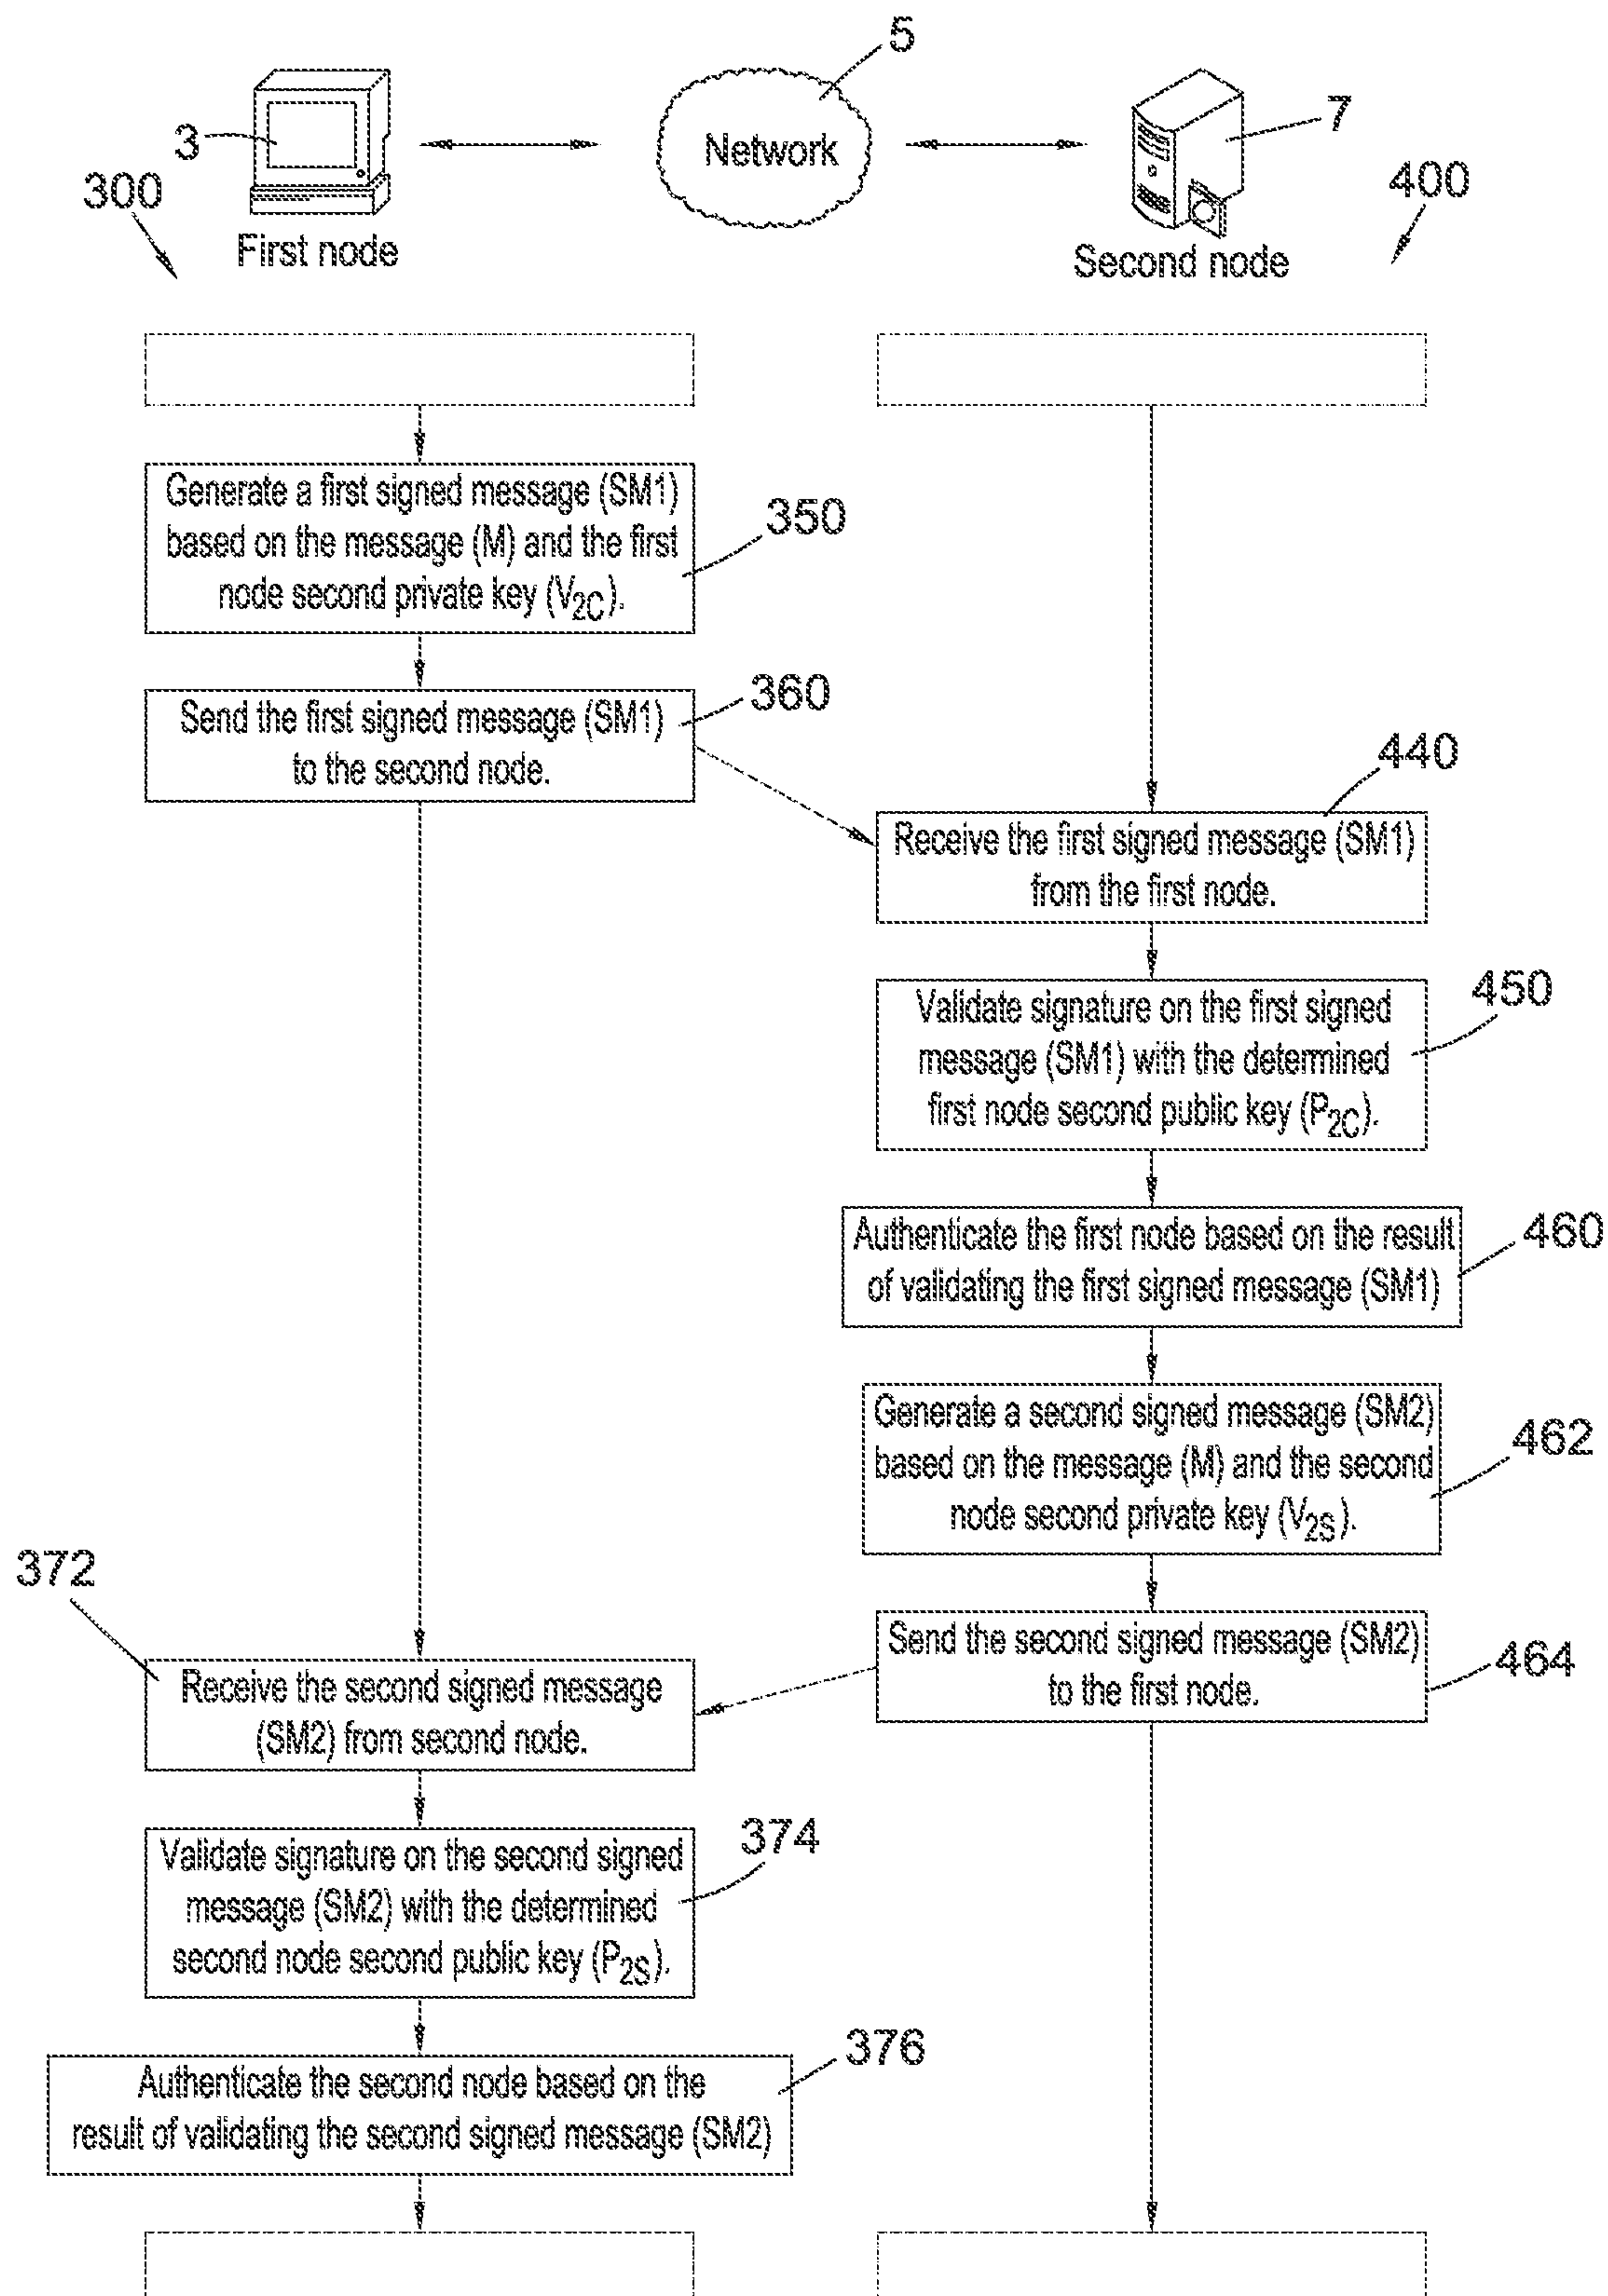 5
Network
3
7
300
400
First node
Second node
Generate a first signed message (SM1)
based on the message (M) and the first
node second private key (V2C).
350
Send the first signed message (SM1)
to the second node.
360
440
Receive the first signed message (SM1)
from the first node.
Validate signature on the first signed
message (SM1) with the determined
first node second public key (P2C).
450
Authenticate the first node based on the result
of validating the first signed message (SM1)
460
Generate a second signed message (SM2)
based on the message (M) and the second
node second private key (V2S).
462
Send the second signed message (SM2)
to the first node.
464
372
Receive the second signed message
(SM2) from second node.
Validate signature on the second signed
message (SM2) with the determined
second node second public key (P2S).
374
Authenticate the second node based on the
result of validating the second signed message (SM2)
376